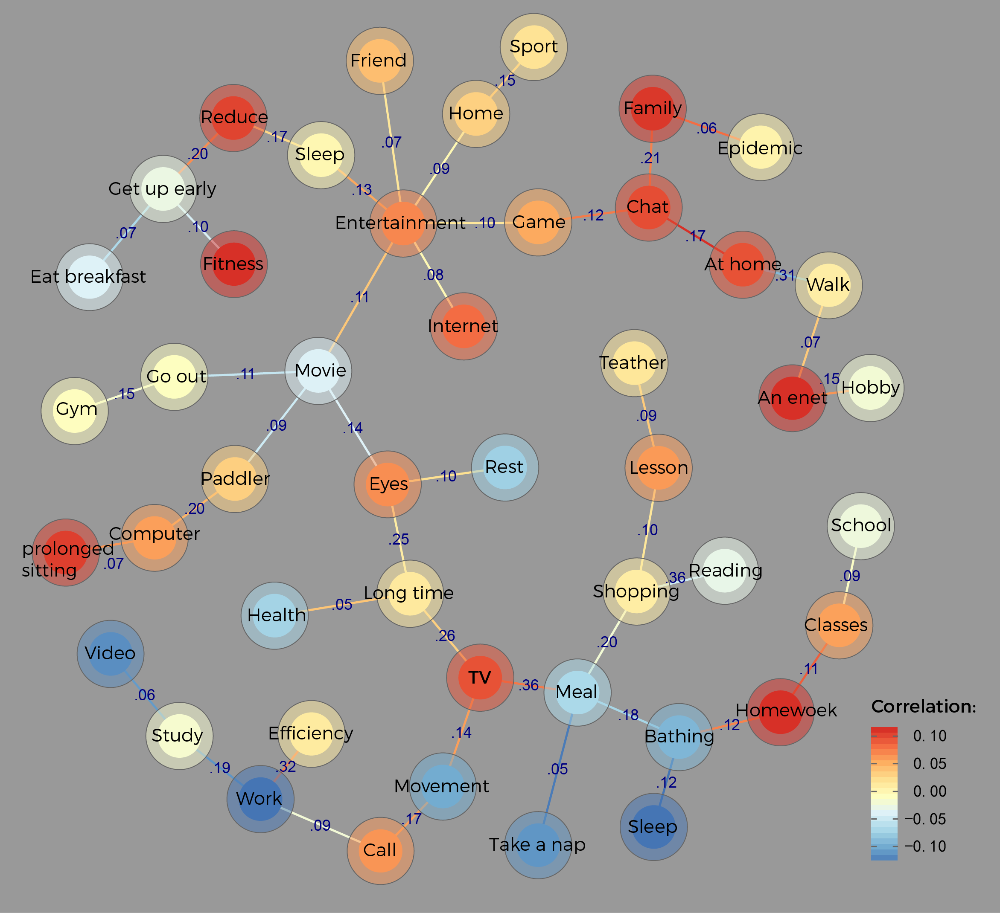 Sport
Friend
.15
Family
Home
Reduce
.06
.17
Epidemic
.07
Sleep
.20
.21
.09
Get up early
.13
Chat
Entertainment
.10
Game
.12
.10
.07
.17
Fitness
At home
Eat breakfast
.08
.31
Walk
.11
Internet
.07
Teather
Movie
Go out
.11
.15
Hobby
.15
An enet
Gym
.09
.09
.14
Rest
Lesson
Paddler
Eyes
.10
.20
School
.10
Computer
.25
prolonged
sitting
.07
Reading
.36
.09
Shopping
Long time
.05
Health
Classes
.26
.20
Video
.11
TV
.36
Meal
.06
Homewoek
Correlation:
.18
.12
Efficiency
.14
Study
Bathing
0.10
.32
.19
0.05
.05
.12
Movement
0.00
Work
.17
.09
-0.05
Sleep
Take a nap
-0.10
Call